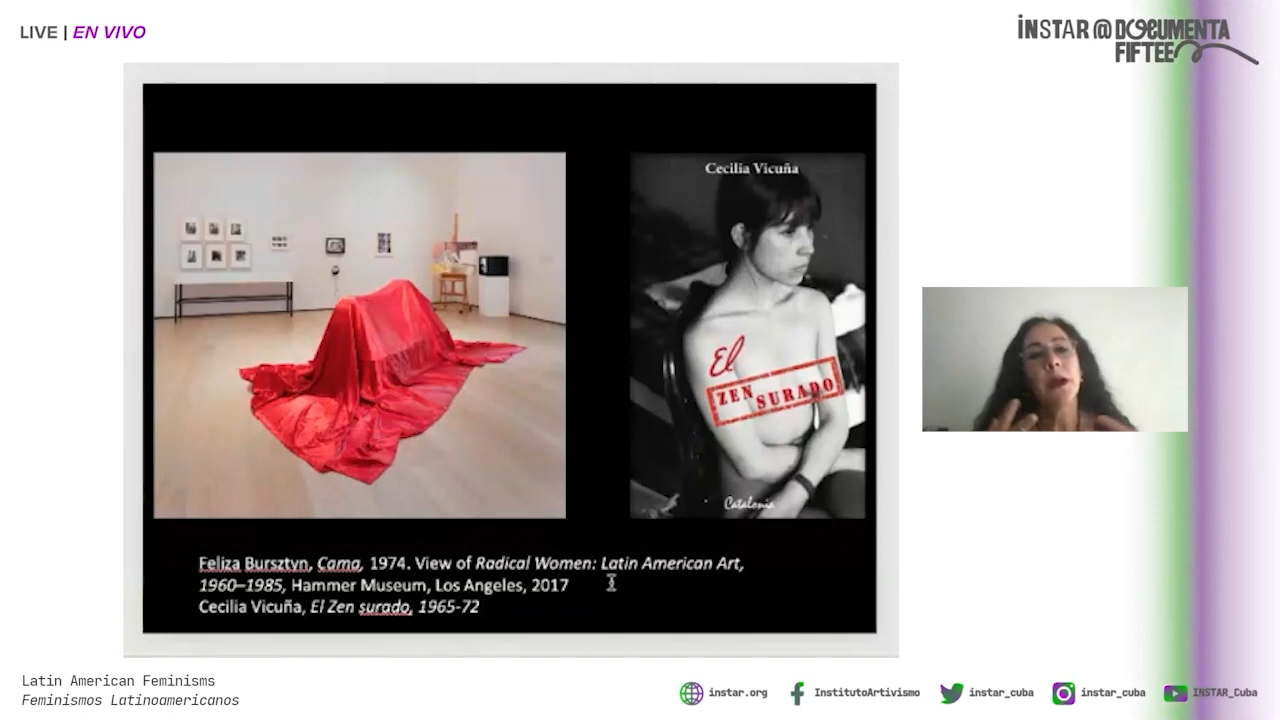 LIVE | EN VIVO
INSTAR @ DOCUMENTA
FIFTEEN
Cecilia Vicuña
El
ZEN
SURADO
Catalonia
Feliza Bursztyn, Cama, 1974. View of Radical Women: Latin American Art,
1960–1985, Hammer Museum, Los Angeles, 2017
Cecilia Vicuña, El Zen surado, 1965-72
Latin American Feminisms
Feminismos Latinoamericanos
instar.org
InstitutoArtivismo
instar_cuba
instar_cuba
INSTAR_Cuba